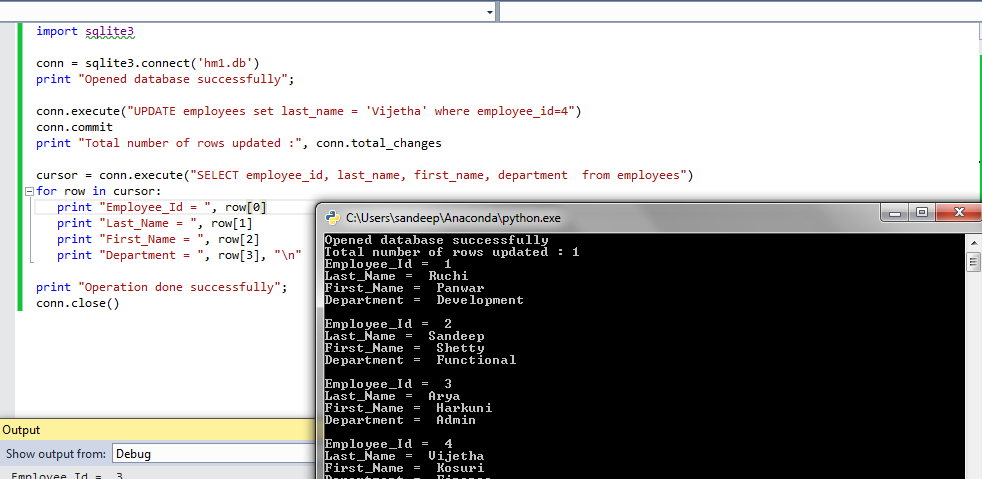 import sqlite3
conn = sqlite3.connect('hm1.db')
print "Opened database successfully";
conn.execute("UPDATE employees set last_name = 'Vijetha' where employee_id=4")
conn.commit
print "Total number of rows updated :", conn.total_changes
cursor = conn.execute("SELECT employee_id, last_name, first_name, department  from employees")
for row in cursor:
print "Employee_Id = ", row[0]
print "Last_Name = ", row[1]
print "First_Name = ", row[2]
print "Department = ", row[3], "\n"
print "Operation done successfully";
conn.close()
C:\Users\sandeep\Anaconda\python.exe
Opened database successfully
Total number of rows updated : 1
Employee_Id =  1
Last_Name =  Ruchi
First_Name =  Panwar
Department =  Development
Employee_Id =  2
Last_Name =  Sandeep
First_Name =  Shetty
Department =  Functional
Employee_Id =  3
Last_Name =  Arya
First_Name =  Harkuni
Department =  Admin
Employee_Id =  4
Last_Name =  Vijetha
First_Name =  Kosuri
Department =  Finance
Output
Show output from: Debug
Employee_Id =  3